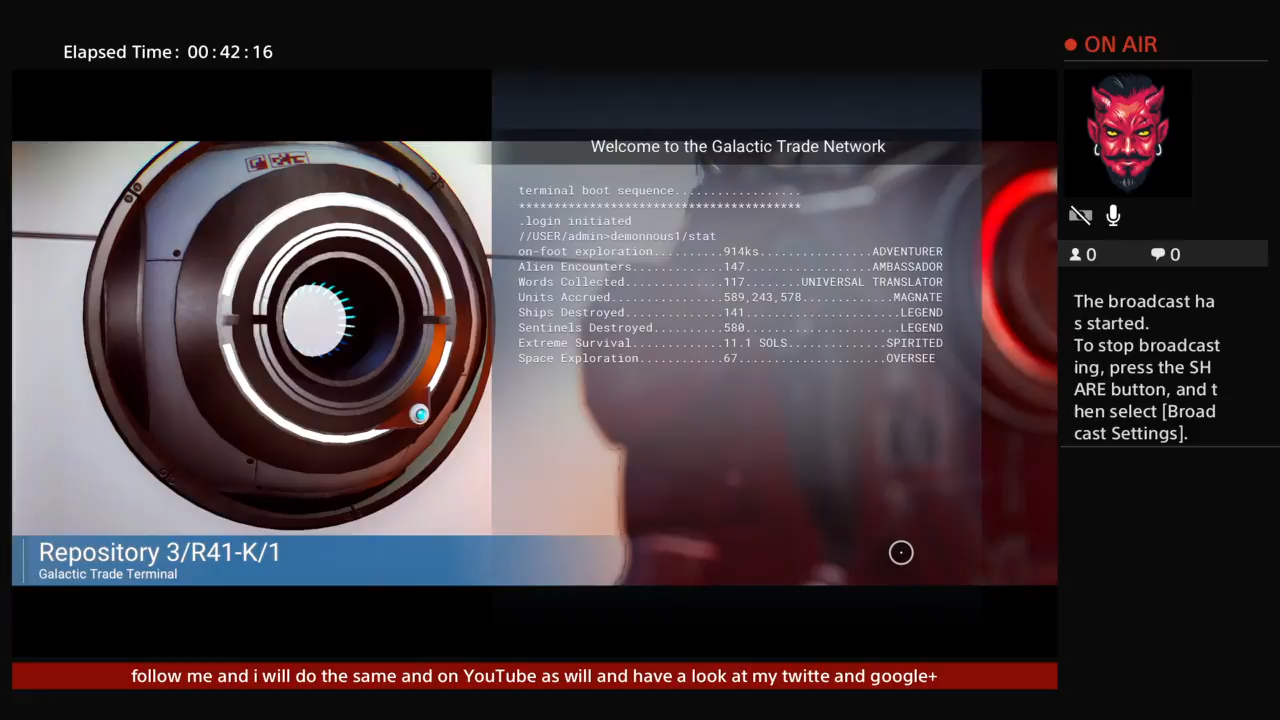 Elapsed Time: 00:42:16
ON AIR
Welcome to the Galactic Trade Network
terminal boot sequence..................
****************************************
.login initiated
//USER/admin>demonnous1/stat
on-foot exploration..........914ks................ADVENTURER
Alien Encounters.............147..................AMBASSADOR
Words Collected..............117........UNIVERSAL TRANSLATOR
Units Accrued................589,243,578.............MAGNATE
Ships Destroyed..............141......................LEGEND
Sentinels Destroyed..........580......................LEGEND
Extreme Survival.............11.1 SOLS..............SPIRITED
Space Exploration............67......................OVERSEE
0 0
The broadcast ha
s started.
To stop broadcast
ing, press the SH
ARE button, and t
hen select [Broad
cast Settings].
Repository 3/R41-K/1
Galactic Trade Terminal
follow me and i will do the same and on YouTube as will and have a look at my twitte and google+